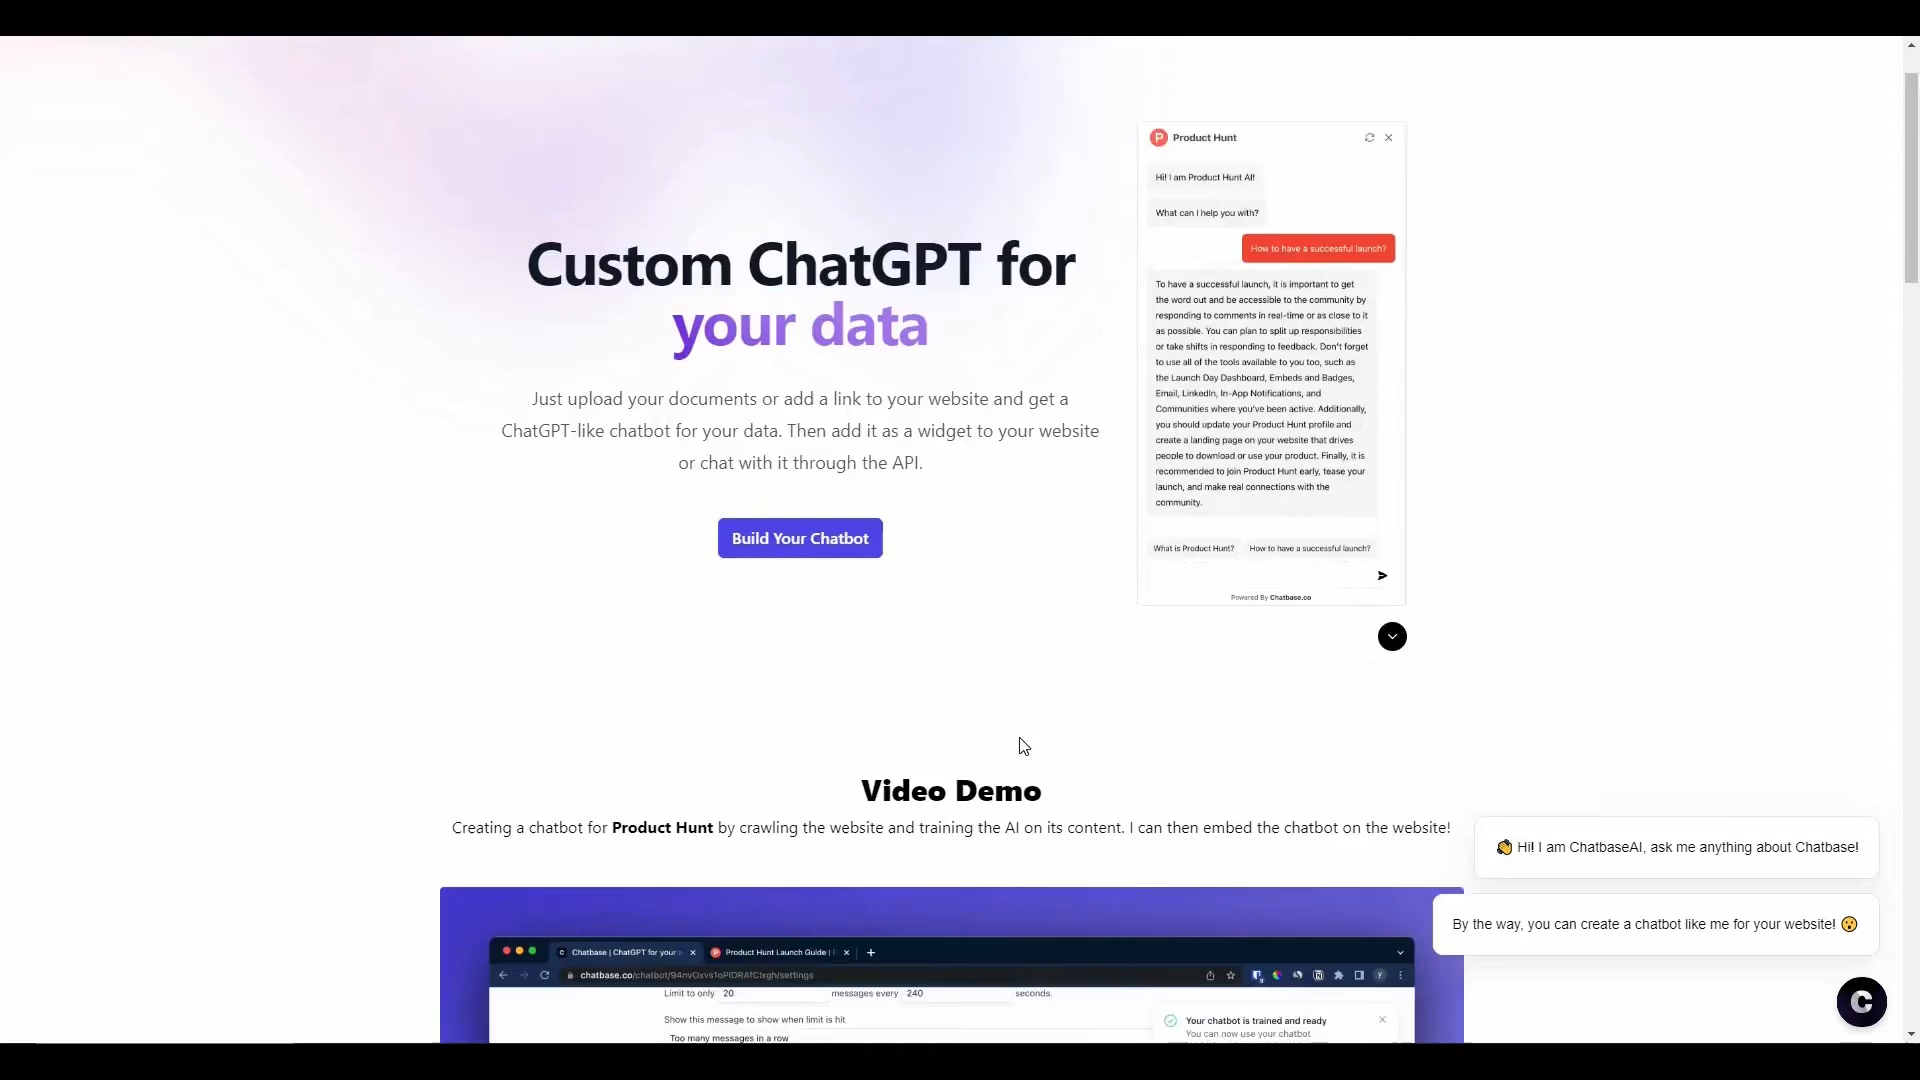 Custom ChatGPT for
your data
Just upload your documents or add a link to your website and get a
ChatGPT-like chatbot for your data. Then add it as a widget to your website
or chat with it through the API.
Build Your Chatbot
P Product Hunt
Hi! I am Product Hunt AI!
What can I help you with?
How to have a successful launch?
To have a successful launch, it is important to get
the word out and be accessible to the community by
responding to comments in real-time or as close to it
as possible. You can plan to split up responsibilities
or take shifts in responding to feedback. Don't forget
to use all of the tools available to you too, such as
the Launch Day Dashboard, Embeds and Badges,
Email, LinkedIn, In-App Notifications, and
Communities where you've been active. Additionally,
you should update your Product Hunt profile and
create a landing page on your website that drives
people to download or use your product. Finally, it is
recommended to join Product Hunt early, tease your
launch, and make real connections with the
community.
What is Product Hunt? How to have a successful launch?
Powered By Chatbase.co
Video Demo
Creating a chatbot for Product Hunt by crawling the website and training the AI on its content. I can then embed the chatbot on the website!
👋 Hi! I am ChatbaseAI, ask me anything about Chatbase!
By the way, you can create a chatbot like me for your website! 😮
C
Chatbase | ChatGPT for your
Product Hunt Launch Guide |
Limit to only 20 messages every 240 seconds.
Show this message to show when limit is hit
Too many messages in a row
Your chatbot is trained and ready
You can now use your chatbot